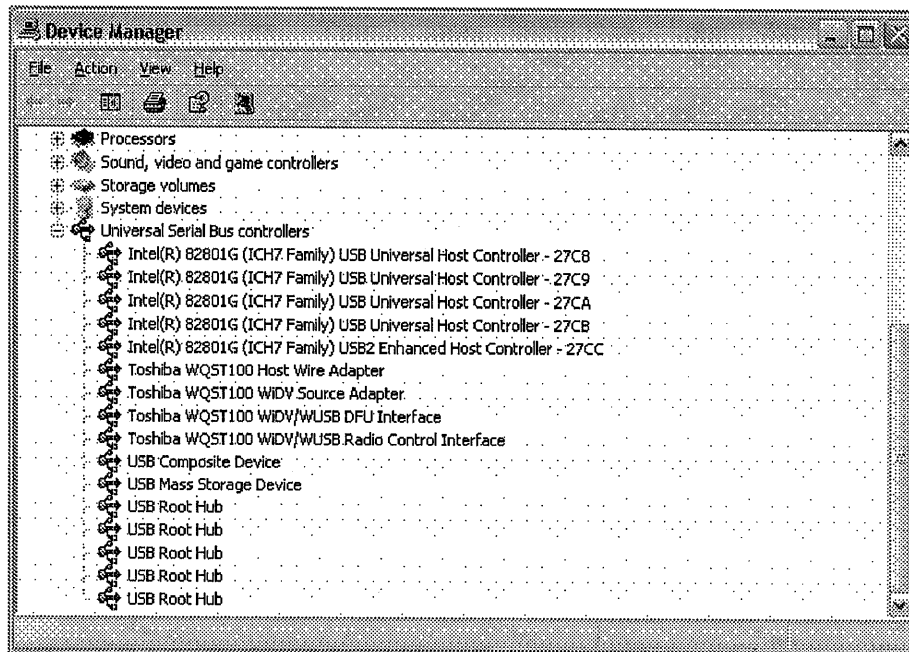 Device Manager
File Action View Help
Processors
Sound, video and game controllers
Storage volumes
System devices
Universal Serial Bus controllers
Intel(R) 82801G (ICH7 Family) USB Universal Host Controller - 27C8
Intel(R) 82801G (ICH7 Family) USB Universal Host Controller - 27C9
Intel(R) 82801G (ICH7 Family) USB Universal Host Controller - 27CA
Intel(R) 82801G (ICH7 Family) USB Universal Host Controller - 27CB
Intel(R) 82801G (ICH7 Family) USB2 Enhanced Host Controller - 27CC
Toshiba WQST100 Host Wire Adapter
Toshiba WQST100 WiDV Source Adapter
Toshiba WQST100 WiDV/WUSB DFU Interface
Toshiba WQST100 WiDV/WUSB Radio Control Interface
USB Composite Device
USB Mass Storage Device
USB Root Hub
USB Root Hub
USB Root Hub
USB Root Hub
USB Root Hub